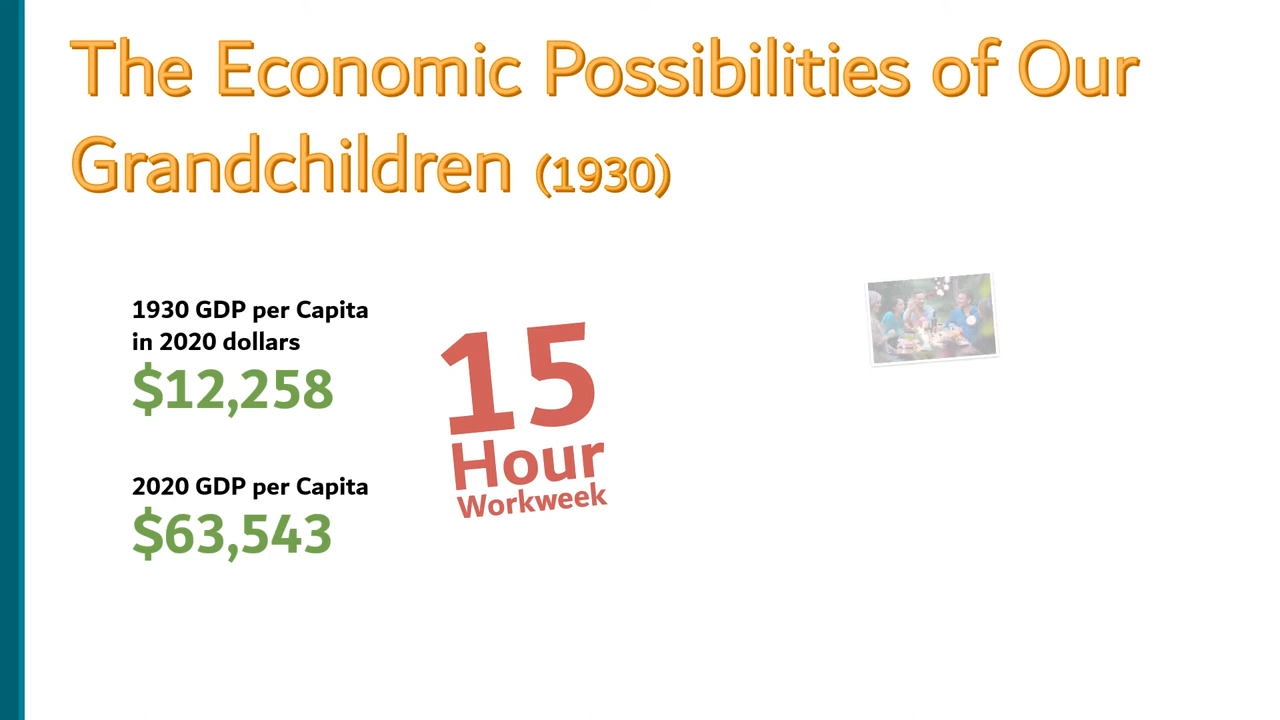 The Economic Possibilities of Our
Grandchildren (1930)
1930 GDP per Capita
in 2020 dollars
$12,258
2020 GDP per Capita
$63,543
15
Hour
Workweek